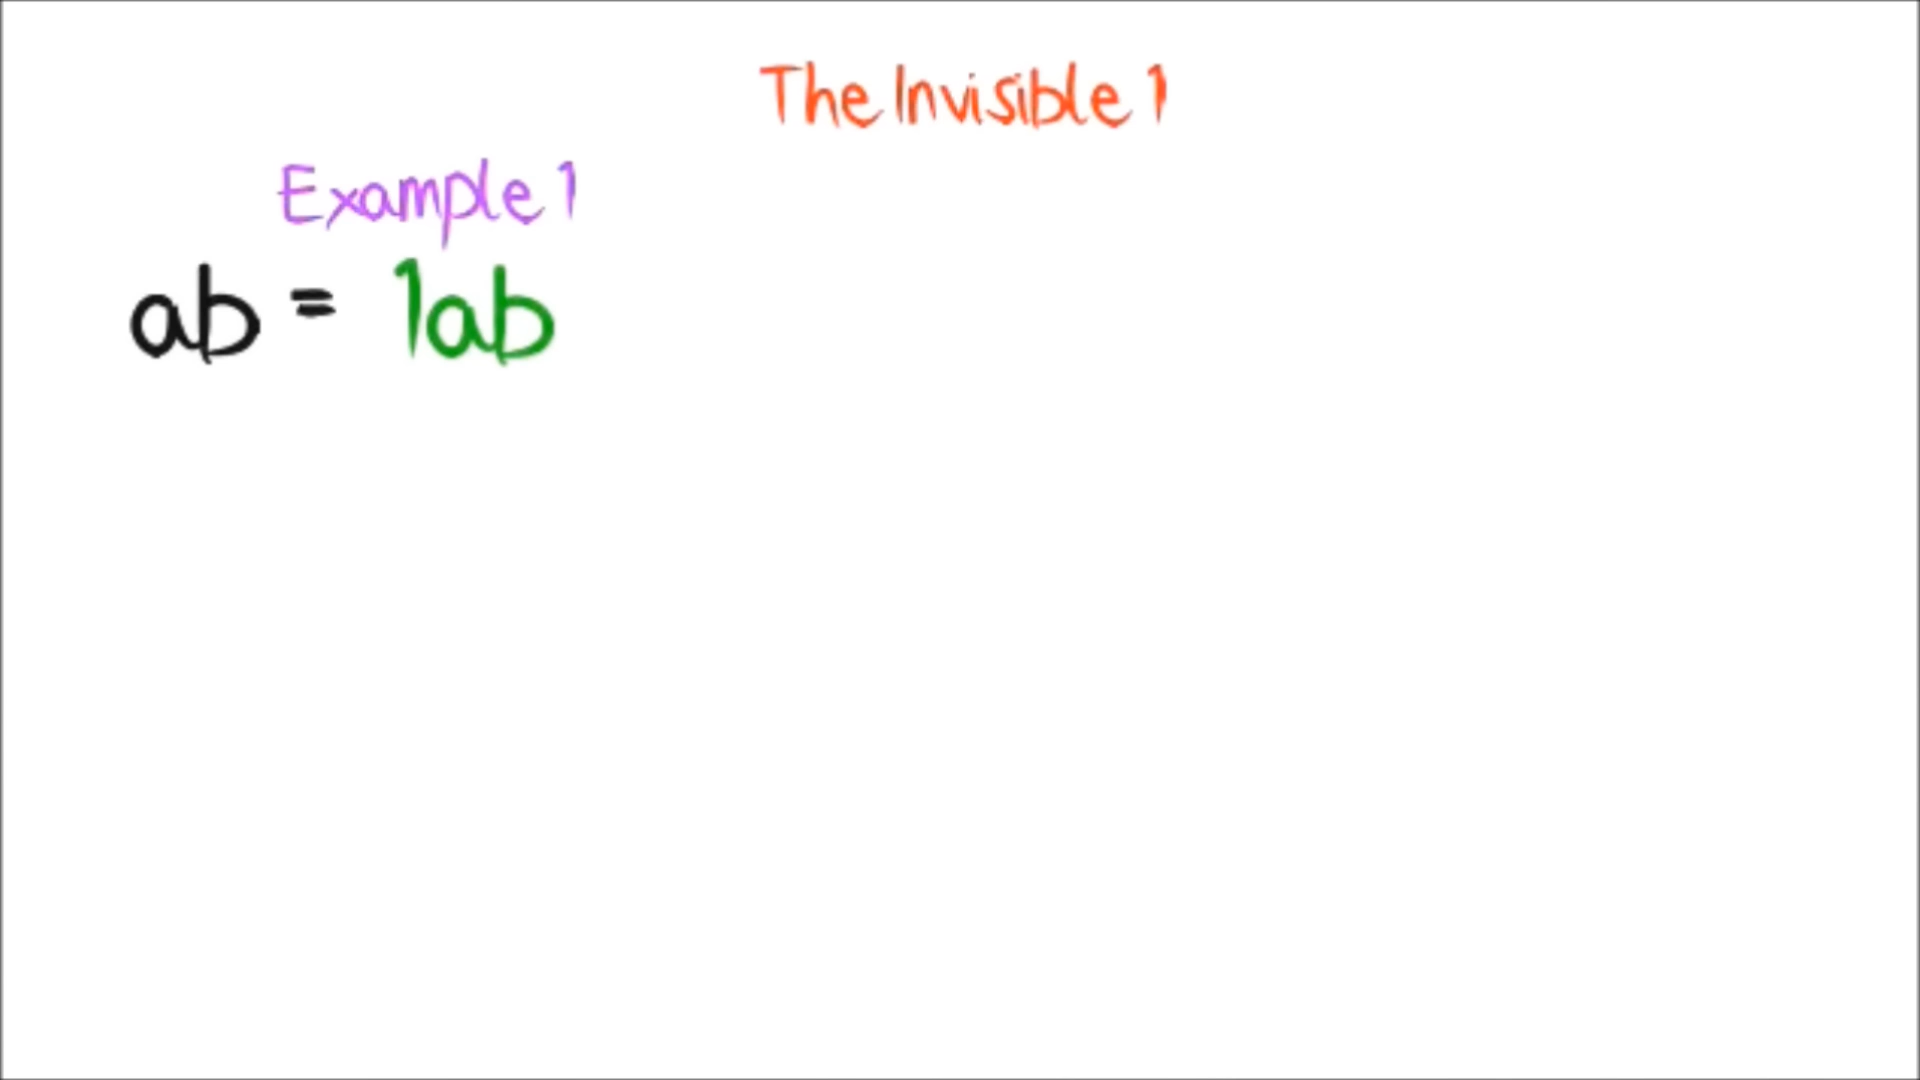 The Invisible 1
Example 1
ab = 1ab